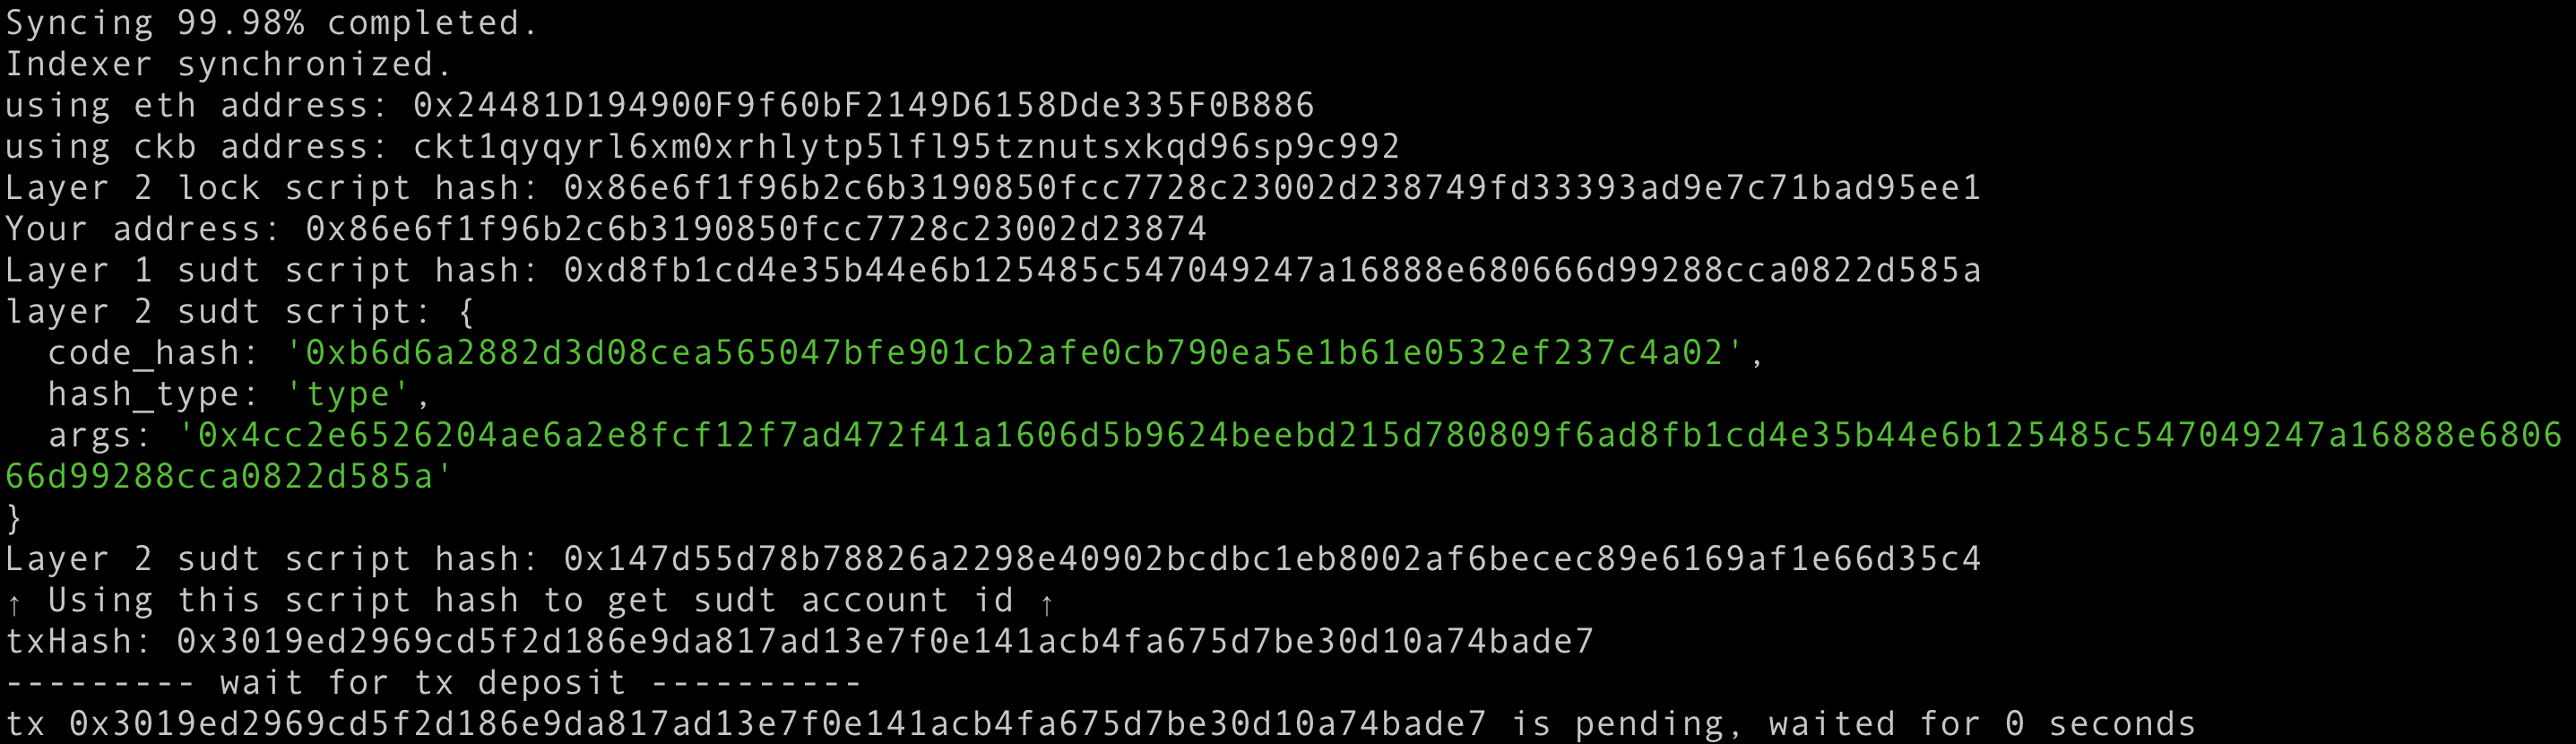 Syncing 99.98% completed.
Indexer synchronized.
using eth address: 0x24481D194900F9f60bF2149D6158Dde335F0B886
using ckb address: ckt1qyqyrl6xm0xrhlytp5lfl95tznutsxkqd96sp9c992
Layer 2 lock script hash: 0x86e6f1f96b2c6b3190850fcc7728c23002d238749fd33393ad9e7c71bad95ee1
Your address: 0x86e6f1f96b2c6b3190850fcc7728c23002d23874
Layer 1 sudt script hash: 0xd8fb1cd4e35b44e6b125485c547049247a16888e680666d99288cca0822d585a
layer 2 sudt script: {
  code_hash: '0xb6d6a2882d3d08cea565047bfe901cb2afe0cb790ea5e1b61e0532ef237c4a02',
  hash_type: 'type',
  args: '0x4cc2e6526204ae6a2e8fcf12f7ad472f41a1606d5b9624beebd215d780809f6ad8fb1cd4e35b44e6b125485c547049247a16888e6806
66d99288cca0822d585a'
}
Layer 2 sudt script hash: 0x147d55d78b78826a2298e40902bcdbc1eb8002af6becec89e6169af1e66d35c4
↑ Using this script hash to get sudt account id ↑
txHash: 0x3019ed2969cd5f2d186e9da817ad13e7f0e141acb4fa675d7be30d10a74bade7
--------- wait for tx deposit ----------
tx 0x3019ed2969cd5f2d186e9da817ad13e7f0e141acb4fa675d7be30d10a74bade7 is pending, waited for 0 seconds